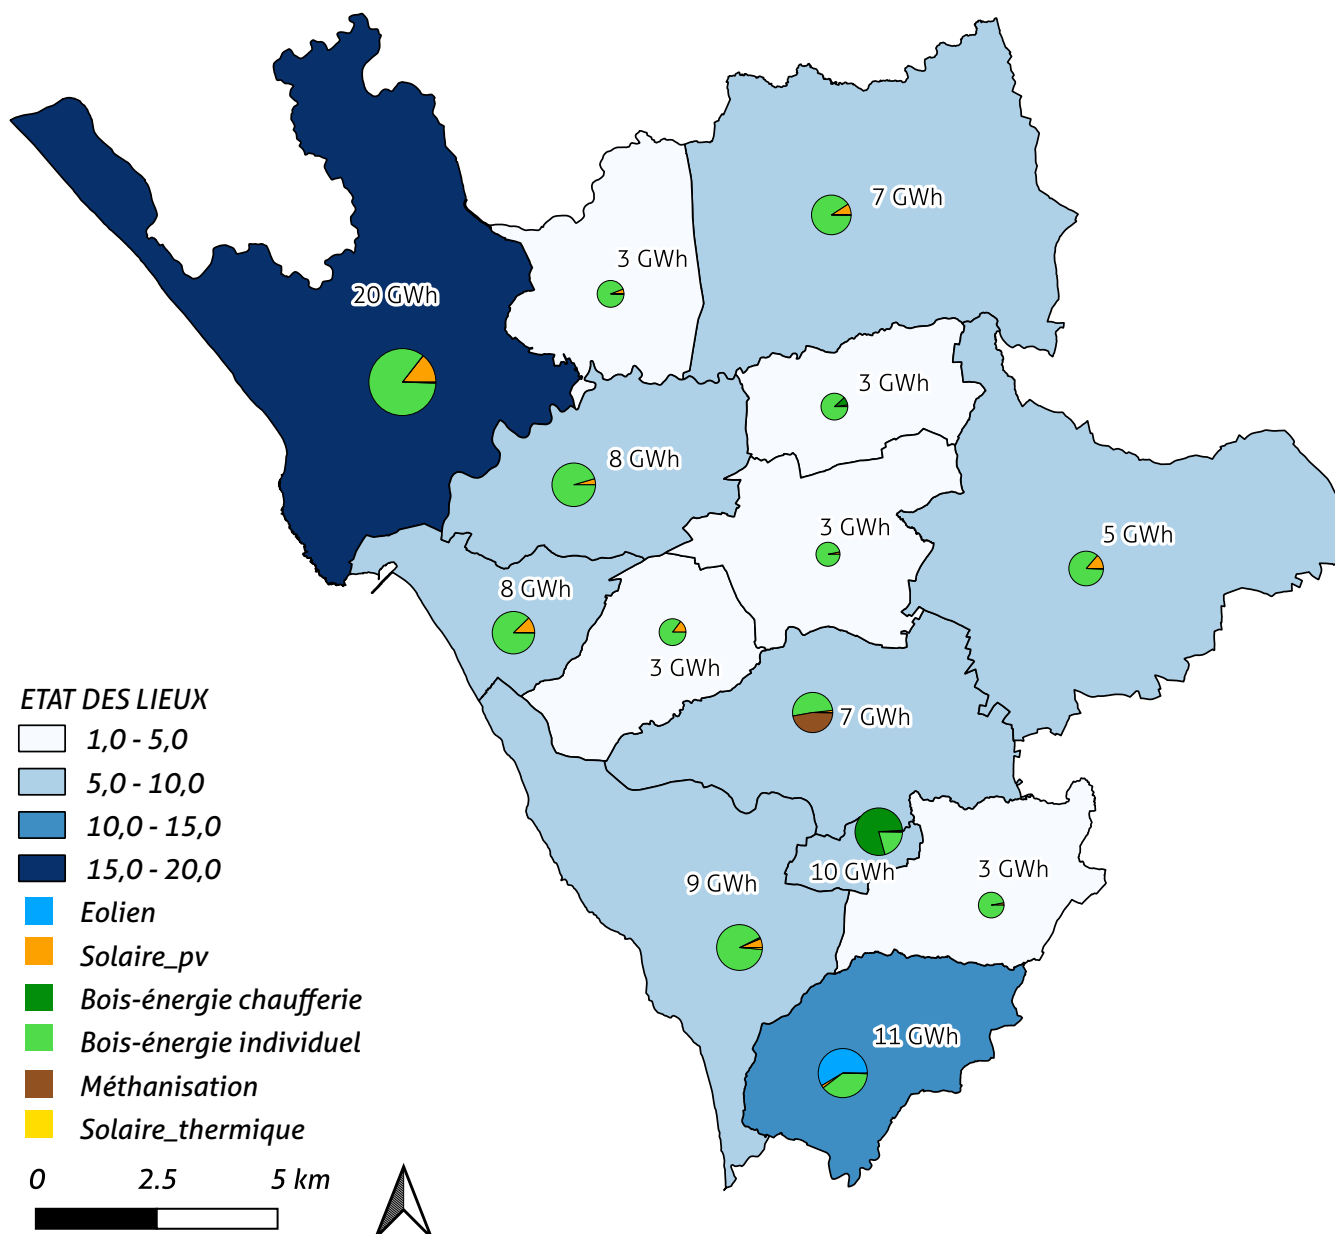 7 GWh
3 GWh
20 GWh
3 GWh
8 GWh
3 GWh
5 GWh
8 GWh
3 GWh
7 GWh
10 GWh
3 GWh
9 GWh
11 GWh
ETAT DES LIEUX
1,0 - 5,0
5,0 - 10,0
10,0 - 15,0
15,0 - 20,0
Eolien
Solaire_pv
Bois-énergie chaufferie
Bois-énergie individuel
Méthanisation
Solaire_thermique
0 2.5 5 km